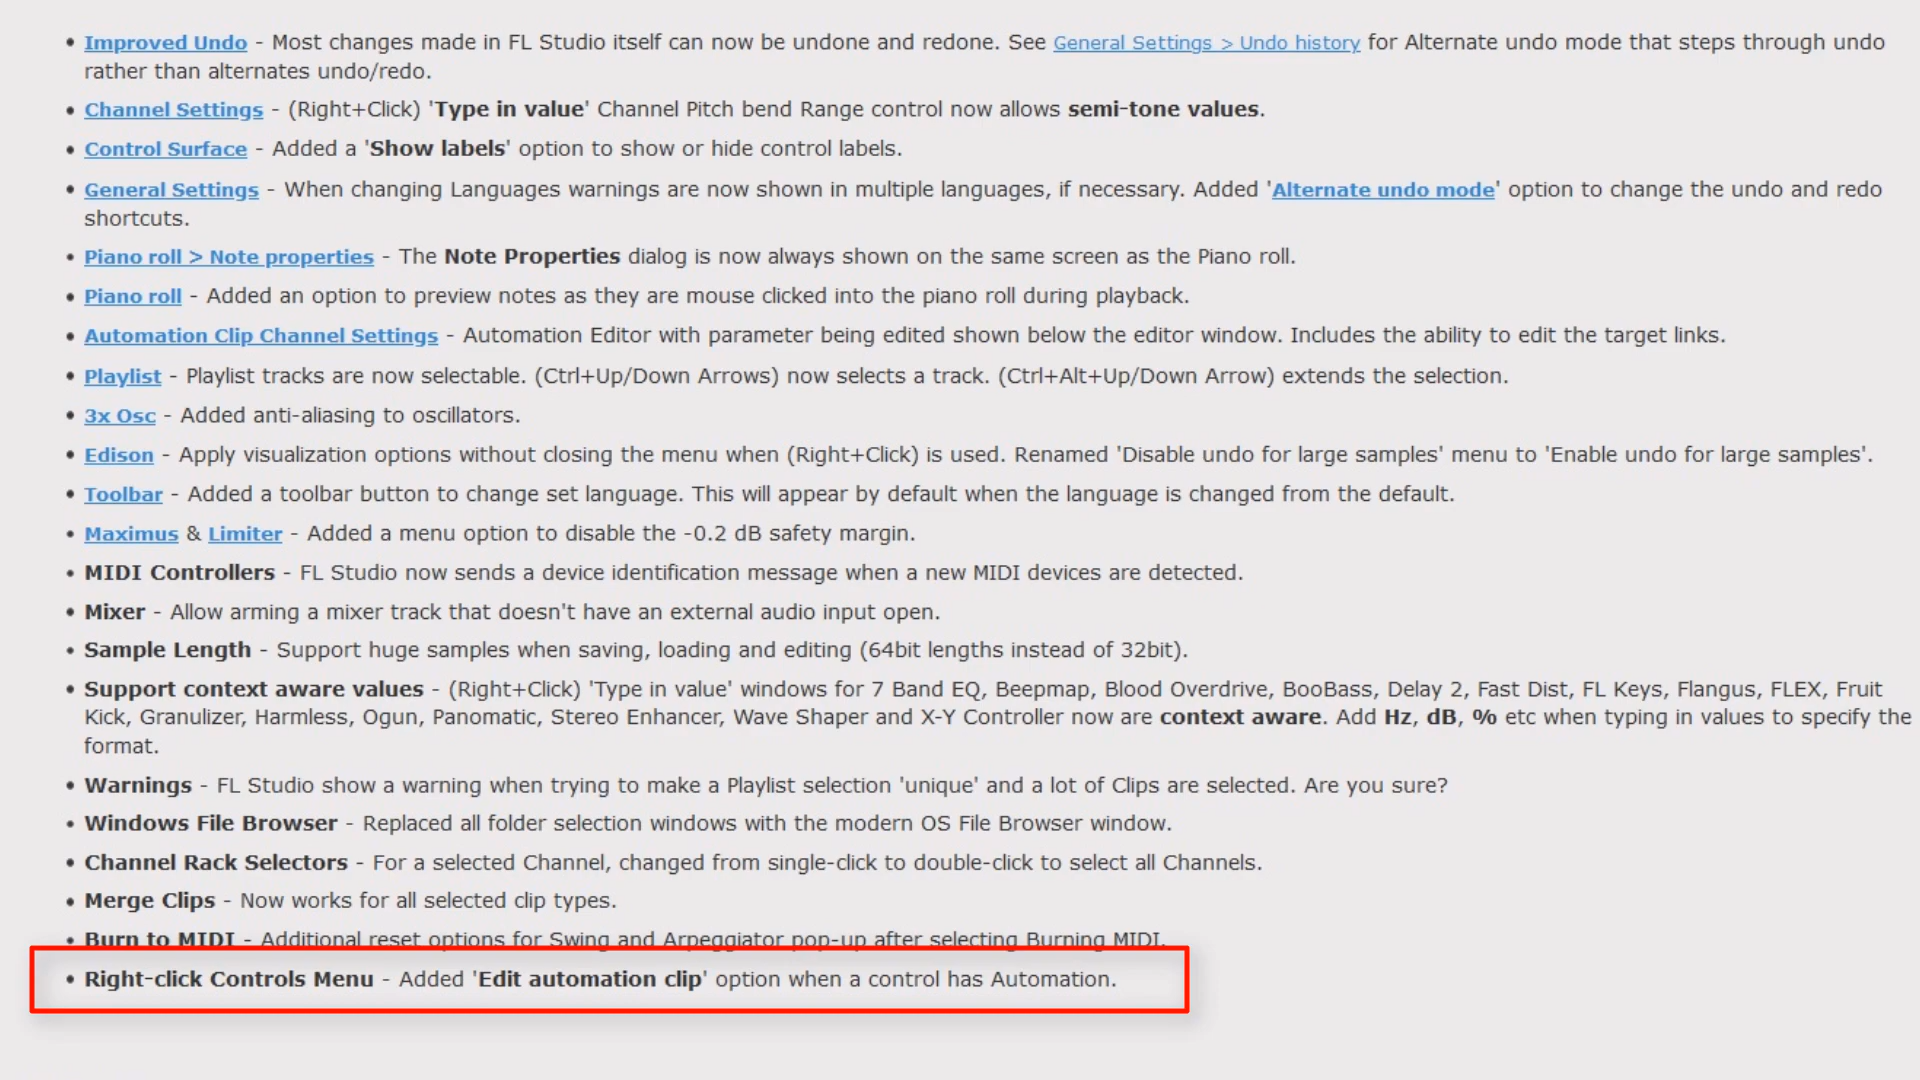 • Improved Undo - Most changes made in FL Studio itself can now be undone and redone. See General Settings > Undo history for Alternate undo mode that steps through undo
rather than alternates undo/redo.
• Channel Settings - (Right+Click) 'Type in value' Channel Pitch bend Range control now allows semi-tone values.
• Control Surface - Added a 'Show labels' option to show or hide control labels.
• General Settings - When changing Languages warnings are now shown in multiple languages, if necessary. Added 'Alternate undo mode' option to change the undo and redo
shortcuts.
• Piano roll > Note properties - The Note Properties dialog is now always shown on the same screen as the Piano roll.
• Piano roll - Added an option to preview notes as they are mouse clicked into the piano roll during playback.
• Automation Clip Channel Settings - Automation Editor with parameter being edited shown below the editor window. Includes the ability to edit the target links.
• Playlist - Playlist tracks are now selectable. (Ctrl+Up/Down Arrows) now selects a track. (Ctrl+Alt+Up/Down Arrow) extends the selection.
• 3x Osc - Added anti-aliasing to oscillators.
• Edison - Apply visualization options without closing the menu when (Right+Click) is used. Renamed 'Disable undo for large samples' menu to 'Enable undo for large samples'.
• Toolbar - Added a toolbar button to change set language. This will appear by default when the language is changed from the default.
• Maximus & Limiter - Added a menu option to disable the -0.2 dB safety margin.
• MIDI Controllers - FL Studio now sends a device identification message when a new MIDI devices are detected.
• Mixer - Allow arming a mixer track that doesn't have an external audio input open.
• Sample Length - Support huge samples when saving, loading and editing (64bit lengths instead of 32bit).
• Support context aware values - (Right+Click) 'Type in value' windows for 7 Band EQ, Beepmap, Blood Overdrive, BooBass, Delay 2, Fast Dist, FL Keys, Flangus, FLEX, Fruit
Kick, Granulizer, Harmless, Ogun, Panomatic, Stereo Enhancer, Wave Shaper and X-Y Controller now are context aware. Add Hz, dB, % etc when typing in values to specify the
format.
• Warnings - FL Studio show a warning when trying to make a Playlist selection 'unique' and a lot of Clips are selected. Are you sure?
• Windows File Browser - Replaced all folder selection windows with the modern OS File Browser window.
• Channel Rack Selectors - For a selected Channel, changed from single-click to double-click to select all Channels.
• Merge Clips - Now works for all selected clip types.
• Burn to MIDI - Additional reset options for Swing and Arpeggiator pop-up after selecting Burning MIDI.
• Right-click Controls Menu - Added 'Edit automation clip' option when a control has Automation.